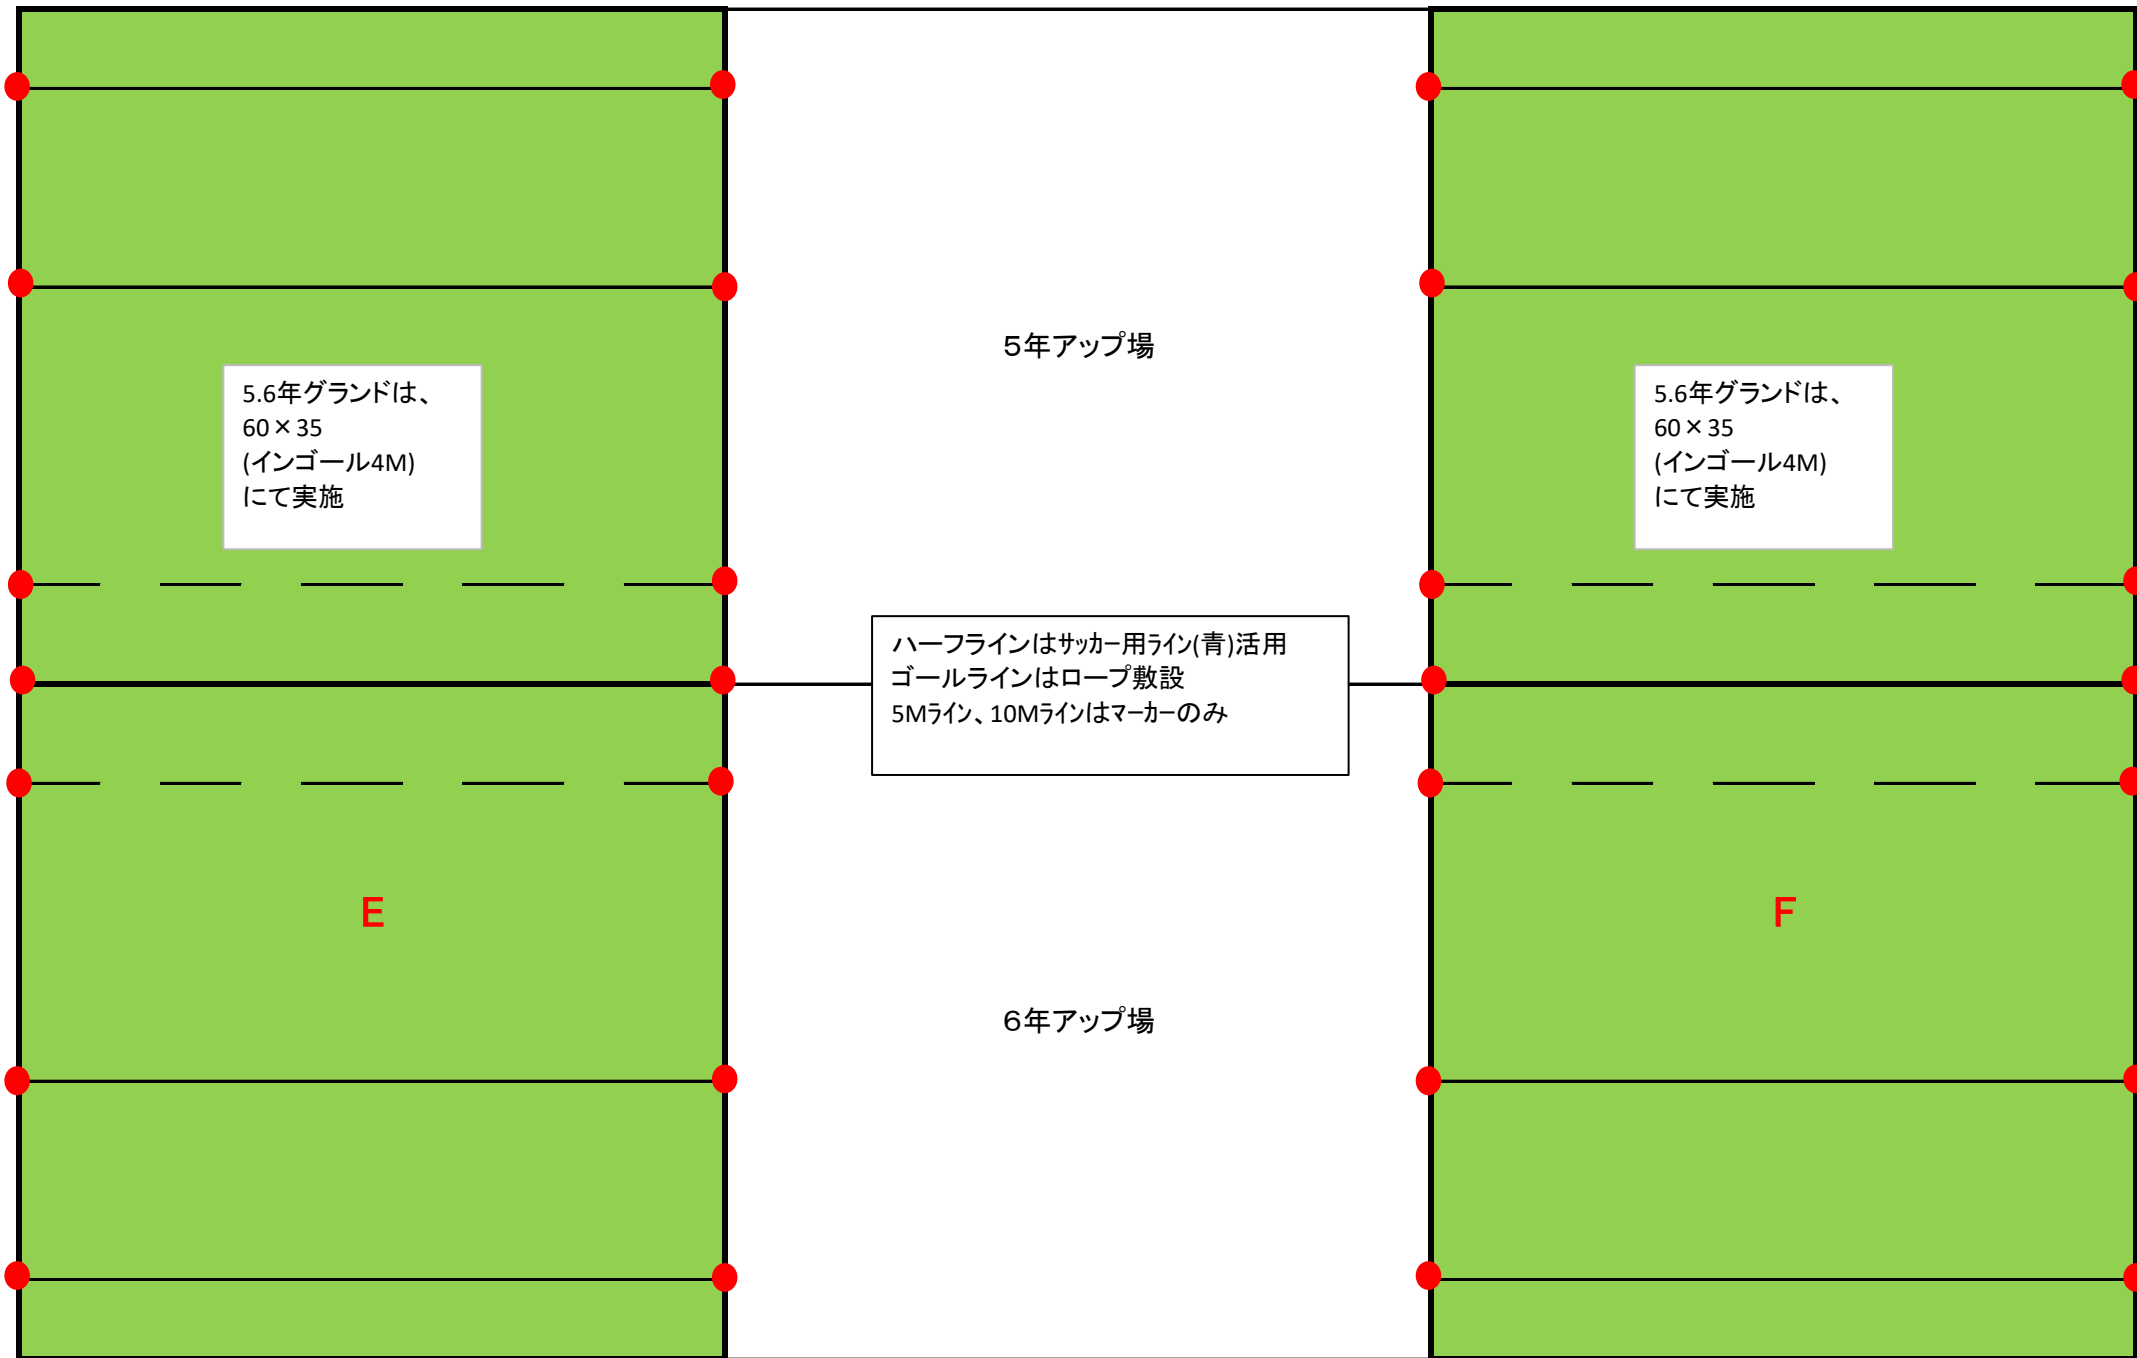 5年アップ場
5.6年グランドは、
60×35
(インゴール4M)
にて実施
5.6年グランドは、
60×35
(インゴール4M)
にて実施
ハーフラインはサッカー用ライン(青)活用
ゴールラインはロープ敷設
5Mライン、10Mラインはマーカーのみ
E
F
6年アップ場